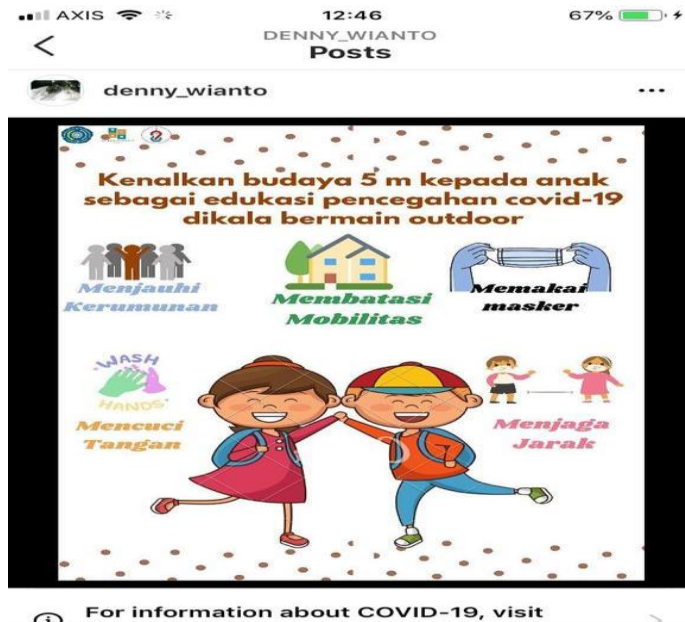 AXIS 12:46 67%
DENNY_WIANTO
Posts
denny_wianto
Kenalkan budaya 5 m kepada anak
sebagai edukasi pencegahan covid-19
dikala bermain outdoor
Menjauhi
Kerumunan
Membatasi
Mobilitas
Memakai
masker
WASH
HANDS
Mencuci
Tangan
Menjaga
Jarak
For information about COVID-19, visit